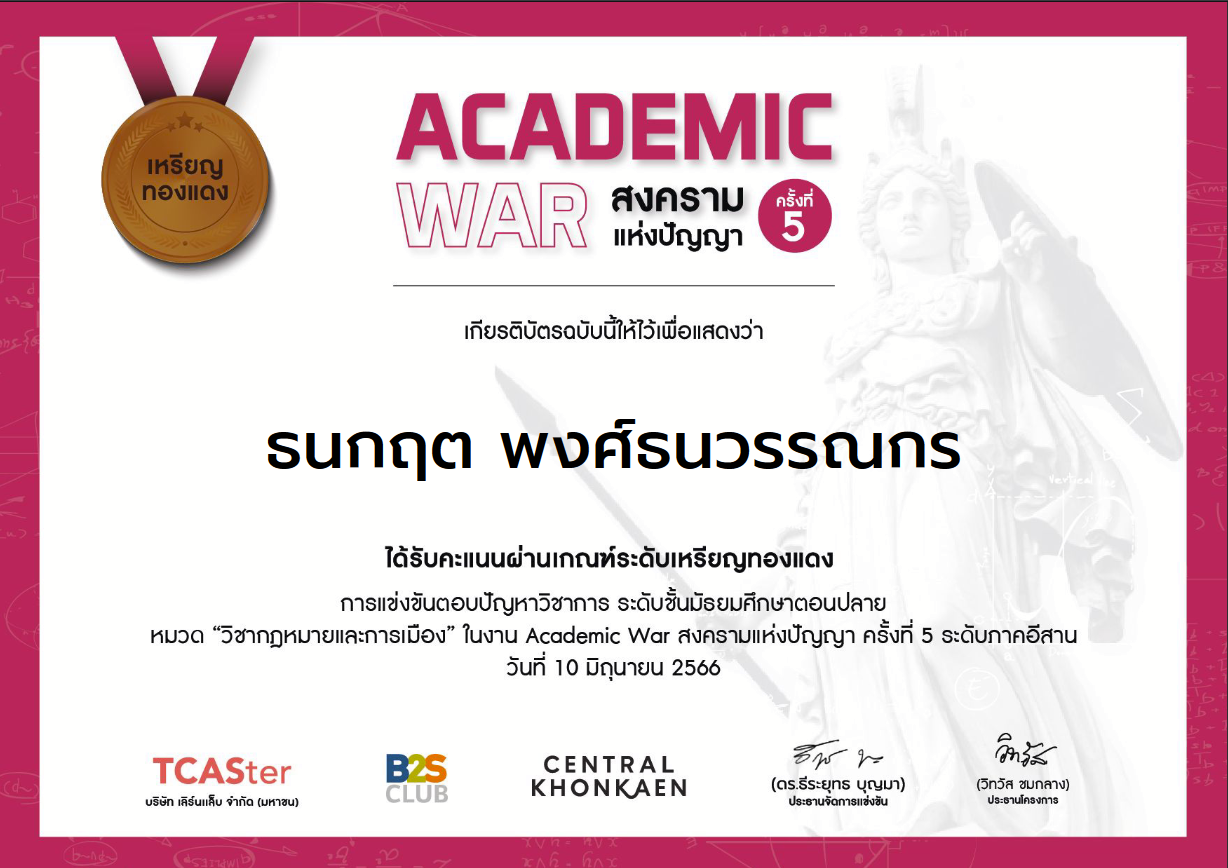 เหรียญ
ทองแดง
ACADEMIC
WAR สงคราม
แห่งปัญญา
ครั้งที่
5
เกียรติบัตรฉบับนี้ให้ไว้เพื่อแสดงว่า
ธนกฤต พงศ์ธนวรรณกร
ได้รับคะแนนผ่านเกณฑ์ระดับเหรียญทองแดง
การแข่งขันตอบปัญหาวิชาการ ระดับชั้นมัธยมศึกษาตอนปลาย
หมวด “วิชากฎหมายและการเมือง” ในงาน Academic War สงครามแห่งปัญญา ครั้งที่ 5 ระดับภาคอีสาน
วันที่ 10 มิถุนายน 2566
TCASter
บริษัท เลิร์นแล็บ จำกัด (มหาชน)
B2S
CLUB
CENTRAL
KHONKAEN
(ดร.ธีระยุทธ บุญมา)
ประธานจัดการแข่งขัน
(วิทวัส ชมกลาง)
ประธานโครงการ